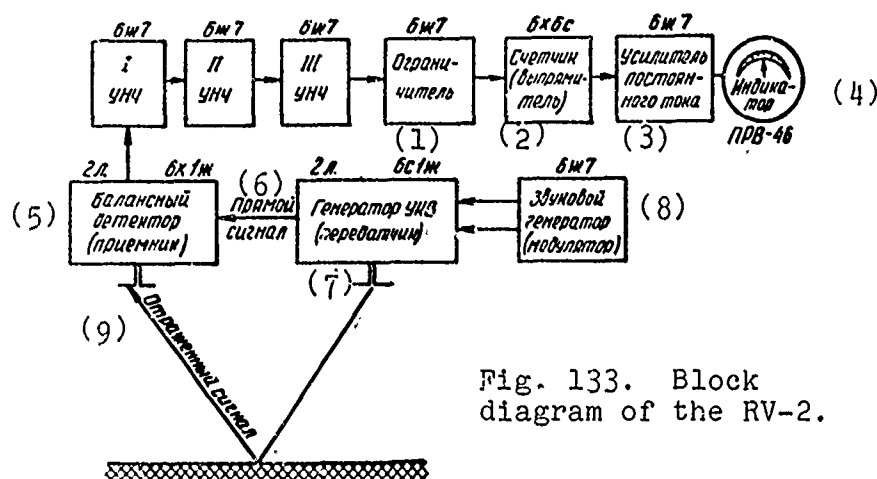 6ж7 6ж7 6ж7 6ж7 6х6с 6ж7
I УНЧ
II УНЧ
III УНЧ
Ограни-
читель
Счетчик
(выпрями-
тель)
Усилитель
постоян-
ного тока
Индика-
тор
ПРВ-46
(1) (2) (3) (4)
2 л. 6х1ж
(5)
Балансный
детектор
(приемник)
(6)
Прямой
сигнал
2 л. 6с1ж
Генератор УКВ
(передатчик)
(7)
6ж7
Звуковой
генератор
(модулятор)
(8)
(9)
Отраженный сигнал
Fig. 133. Block
diagram of the RV-2.